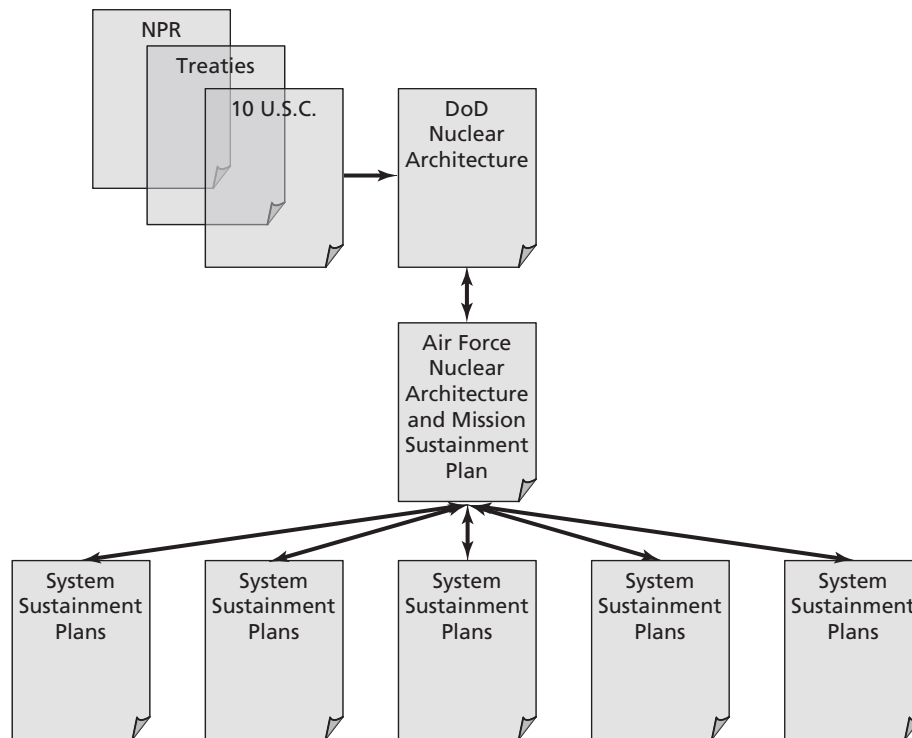 NPR
Treaties
10 U.S.C.
DoD
Nuclear
Architecture
Air Force
Nuclear
Architecture
and Mission
Sustainment
Plan
System
Sustainment
Plans
System
Sustainment
Plans
System
Sustainment
Plans
System
Sustainment
Plans
System
Sustainment
Plans